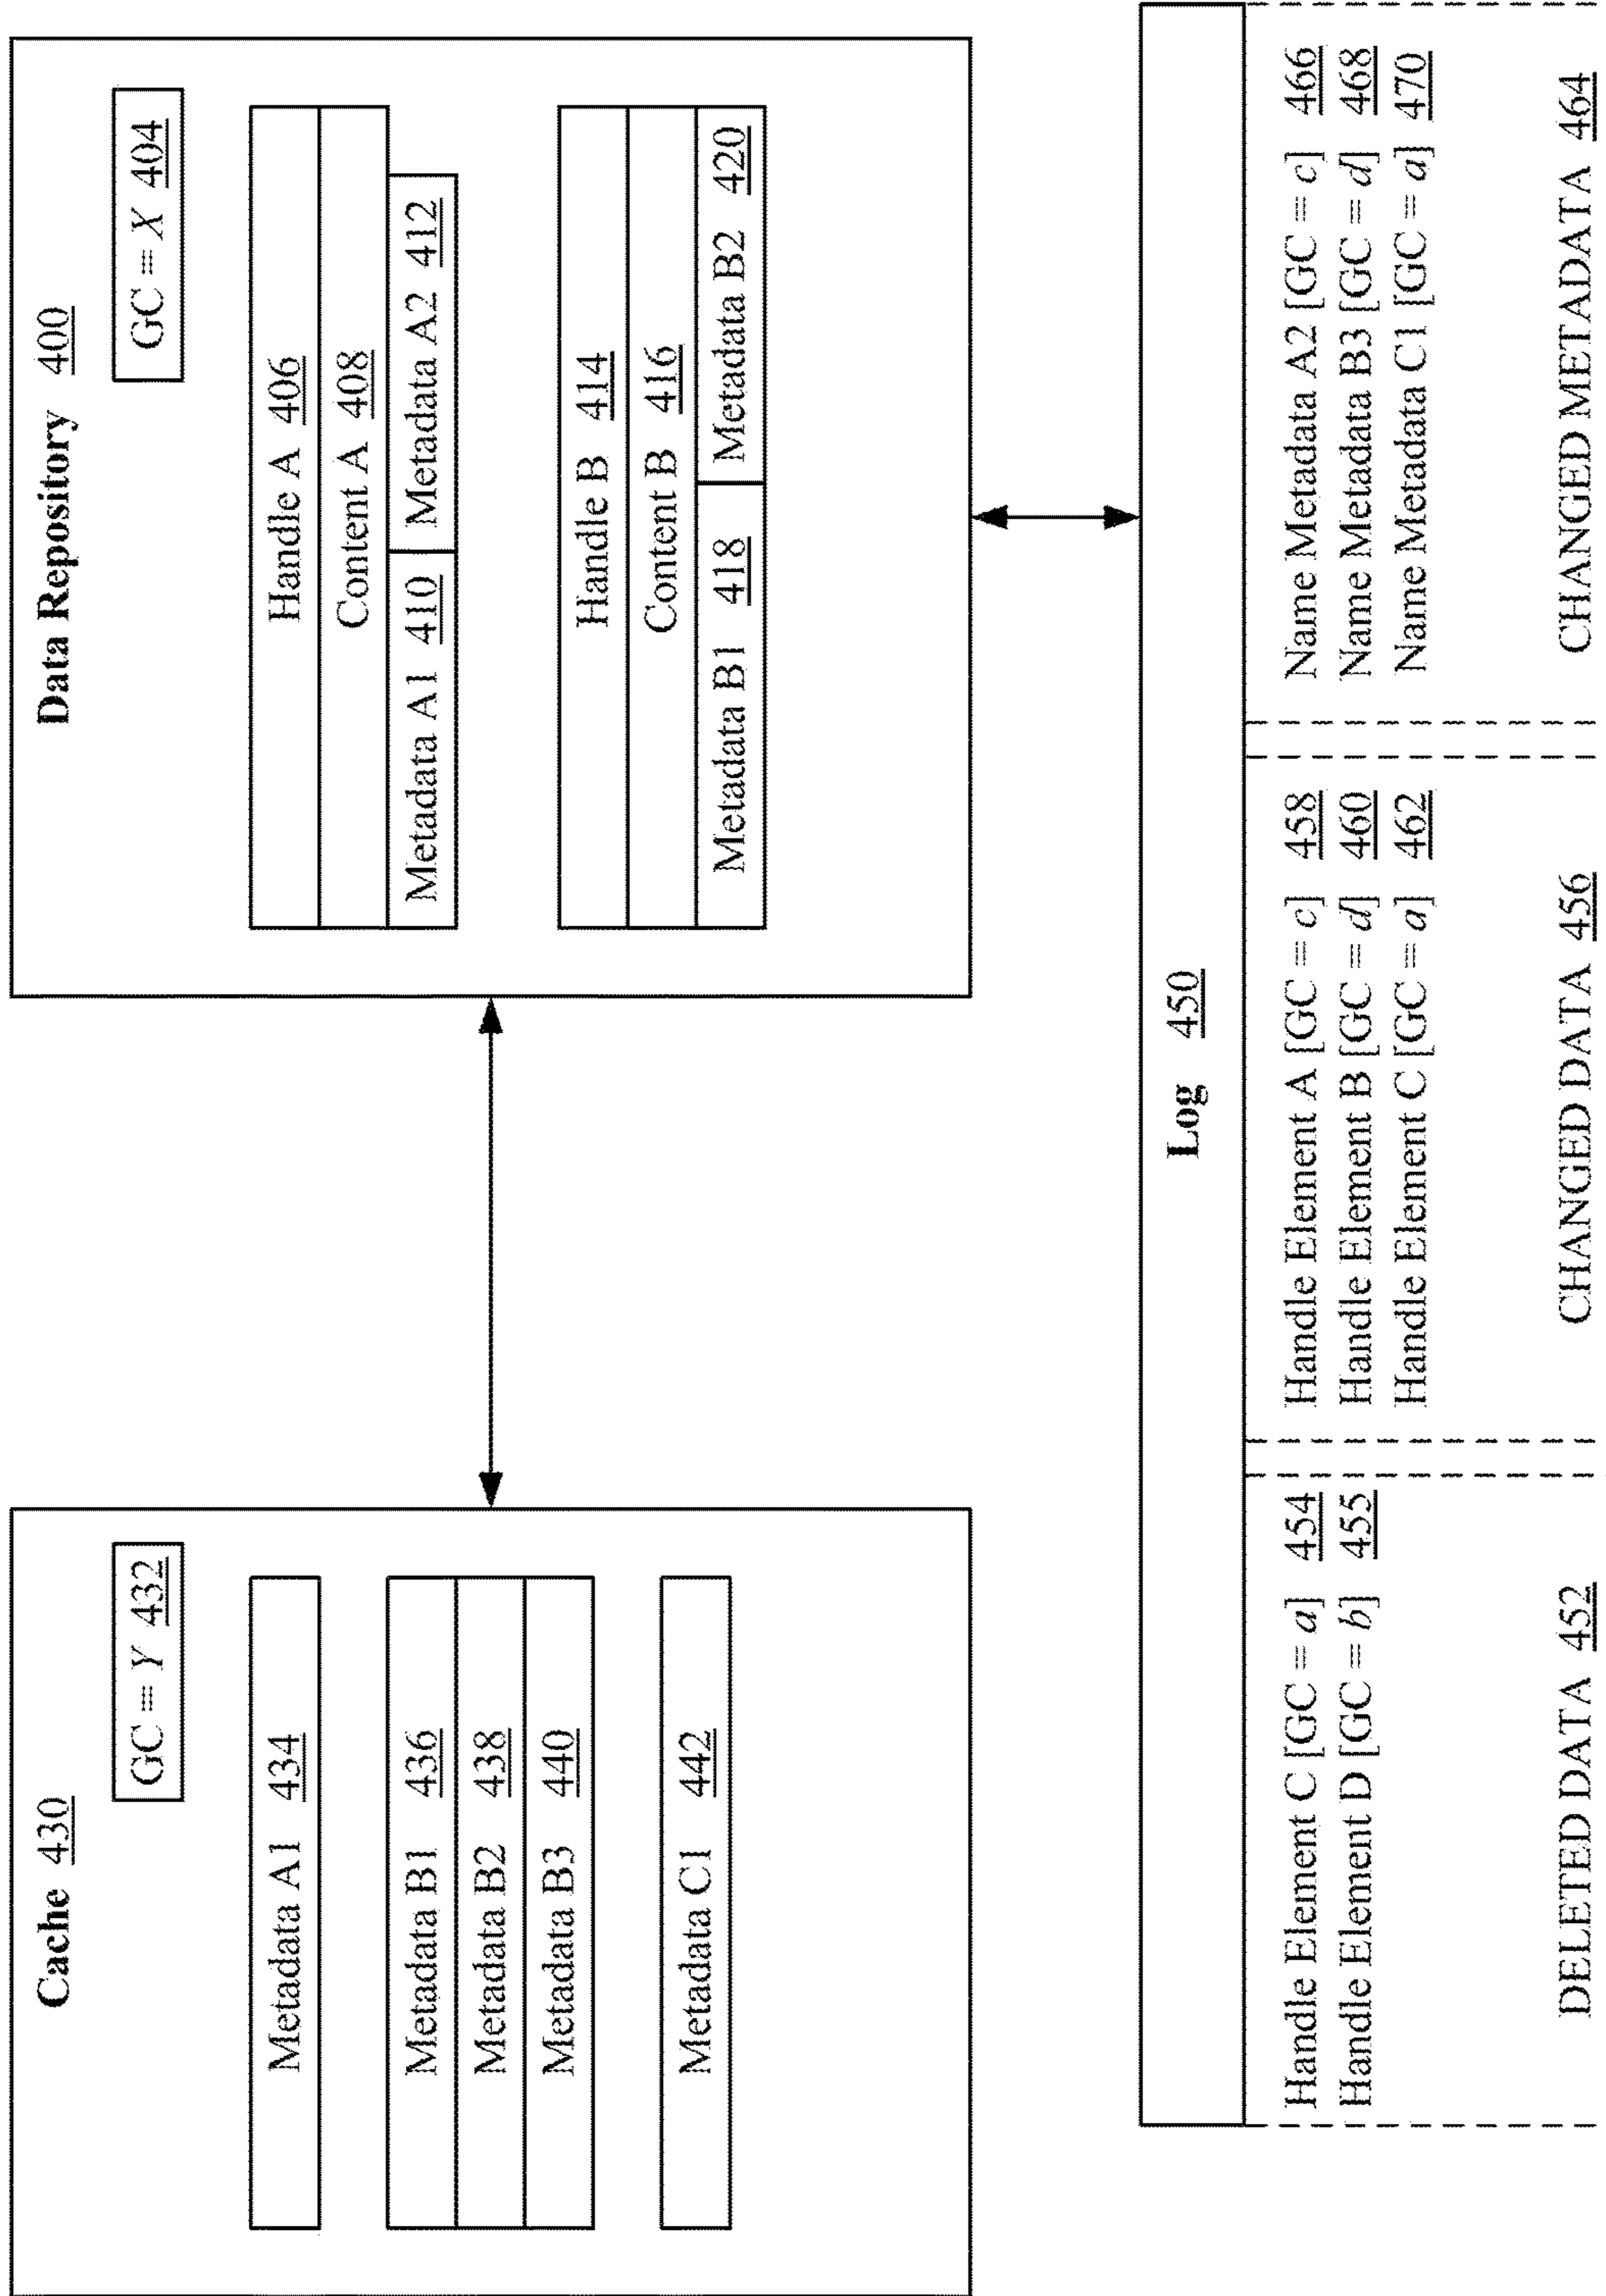 Cache 430
GC = Y 432
Metadata A1 434
Metadata B1 436
Metadata B2 438
Metadata B3 440
Metadata C1 442
Data Repository 400
GC = X 404
Handle A 406
Content A 408
Metadata A1 410 Metadata A2 412
Handle B 414
Content B 416
Metadata B1 418 Metadata B2 420
Log 450
Handle Element C [GC = a] 454
Handle Element D [GC = b] 455
DELETED DATA 452
Handle Element A [GC = c] 458
Handle Element B [GC = d] 460
Handle Element C [GC = a] 462
CHANGED DATA 456
Name Metadata A2 [GC = c] 466
Name Metadata B3 [GC = d] 468
Name Metadata C1 [GC = a] 470
CHANGED METADATA 464